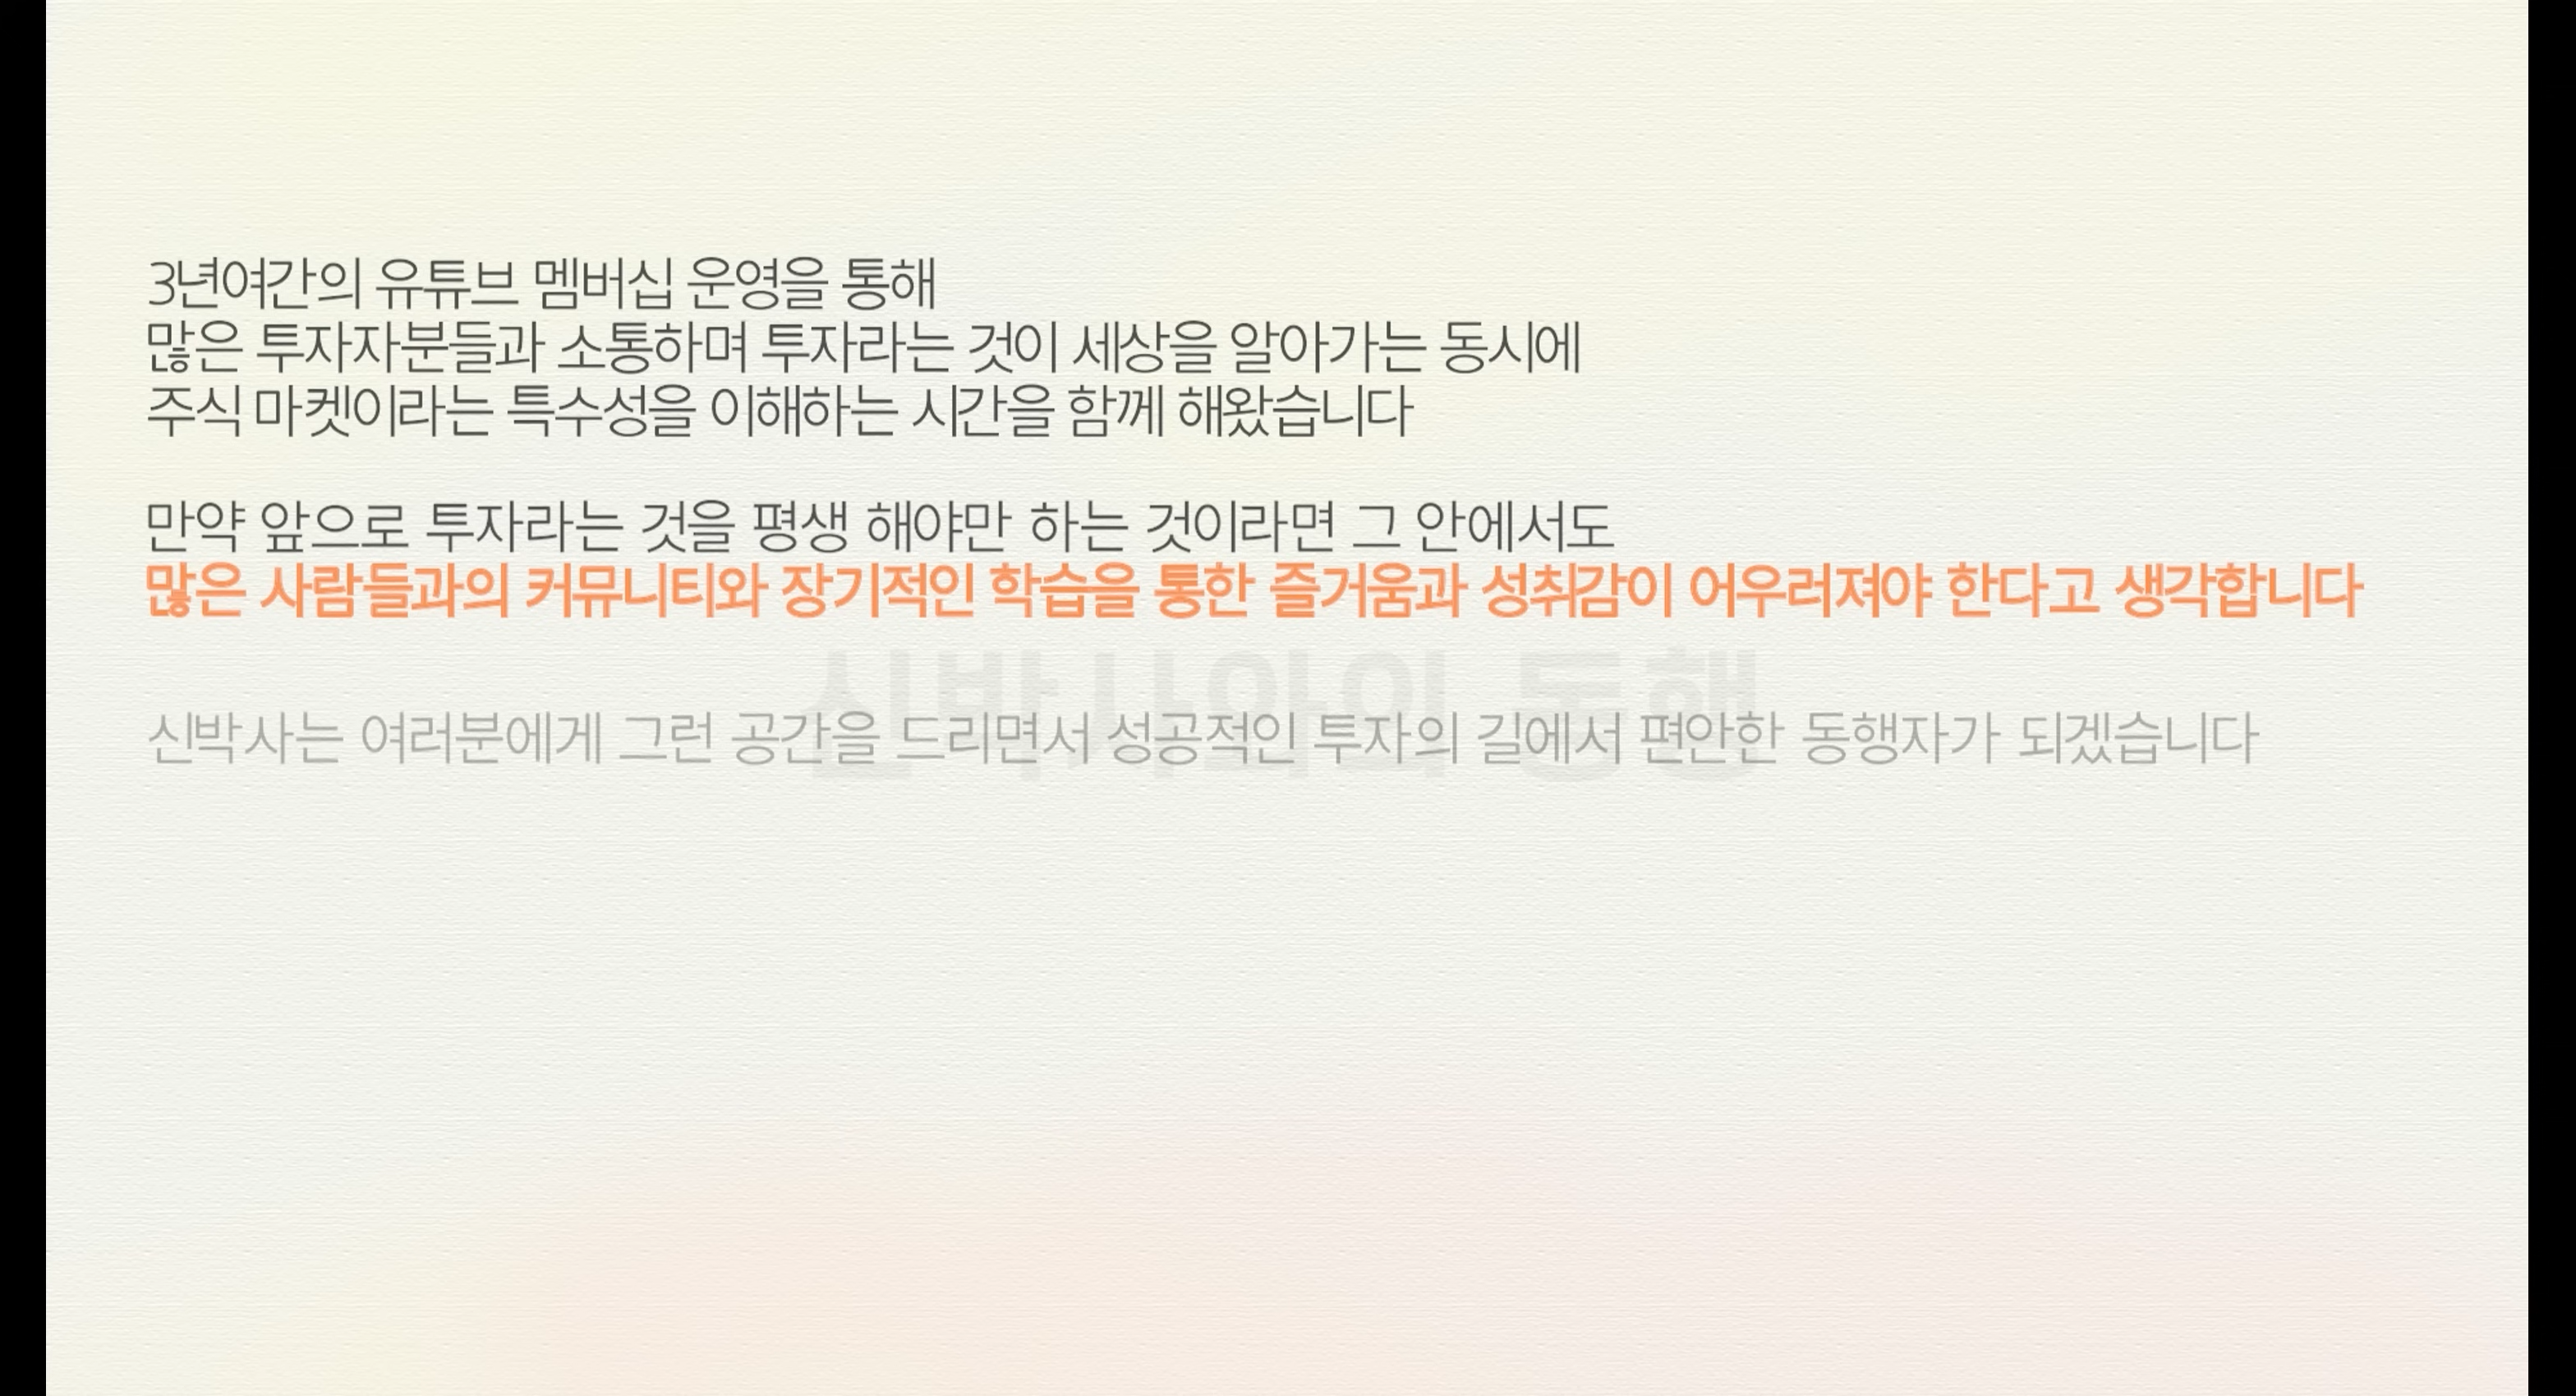 3년여간의 유튜브 멤버십 운영을 통해
많은 투자자분들과 소통하며 투자라는 것이 세상을 알아가는 동시에
주식 마켓이라는 특수성을 이해하는 시간을 함께 해왔습니다
만약 앞으로 투자라는 것을 평생 해야만 하는 것이라면 그 안에서도
많은 사람들과의 커뮤니티와 장기적인 학습을 통한 즐거움과 성취감이 어우러져야 한다고 생각합니다
신박사와의 동행
신박사는 여러분에게 그런 공간을 드리면서 성공적인 투자의 길에서 편안한 동행자가 되겠습니다